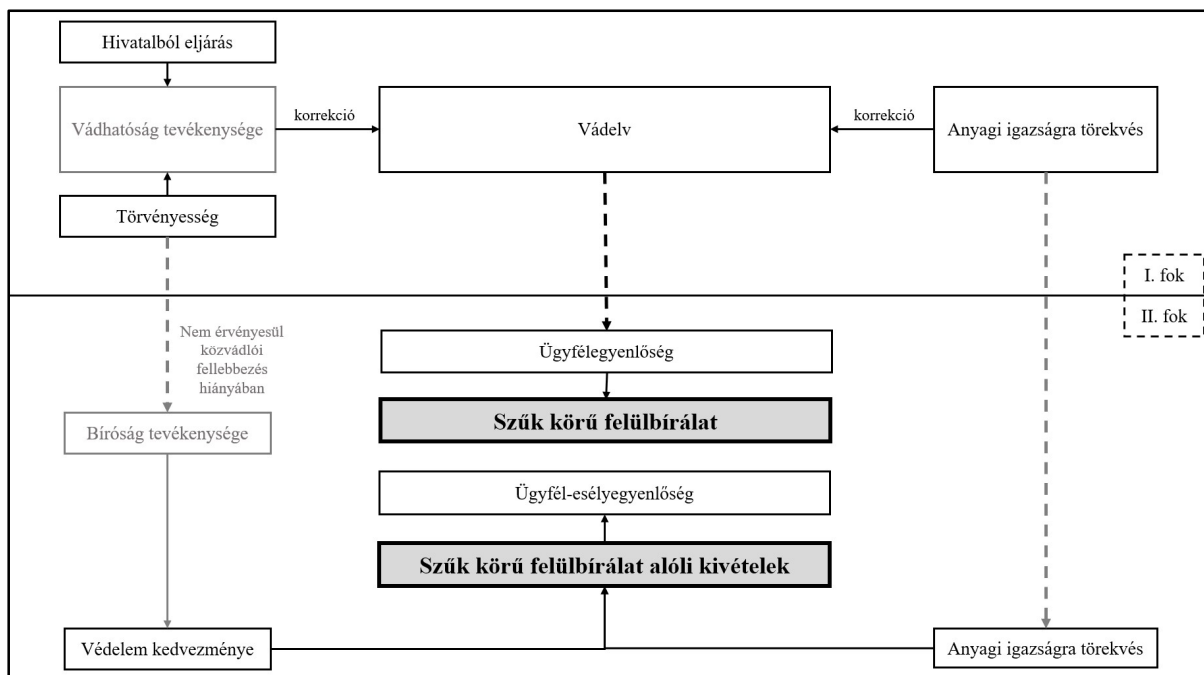 Hivatalból eljárás
Vádhatóság tevékenysége
korrekció
Vádelv
korrekció
Anyagi igazságra törekvés
Törvényesség
I. fok
II. fok
Nem érvényesül
közvádlói
fellebbezés
hiányában
Ügyfélegyenlőség
Szűk körű felülbírálat
Bíróság tevékenysége
Ügyfél-esélyegyenlőség
Szűk körű felülbírálat alóli kivételek
Védelem kedvezménye
Anyagi igazságra törekvés